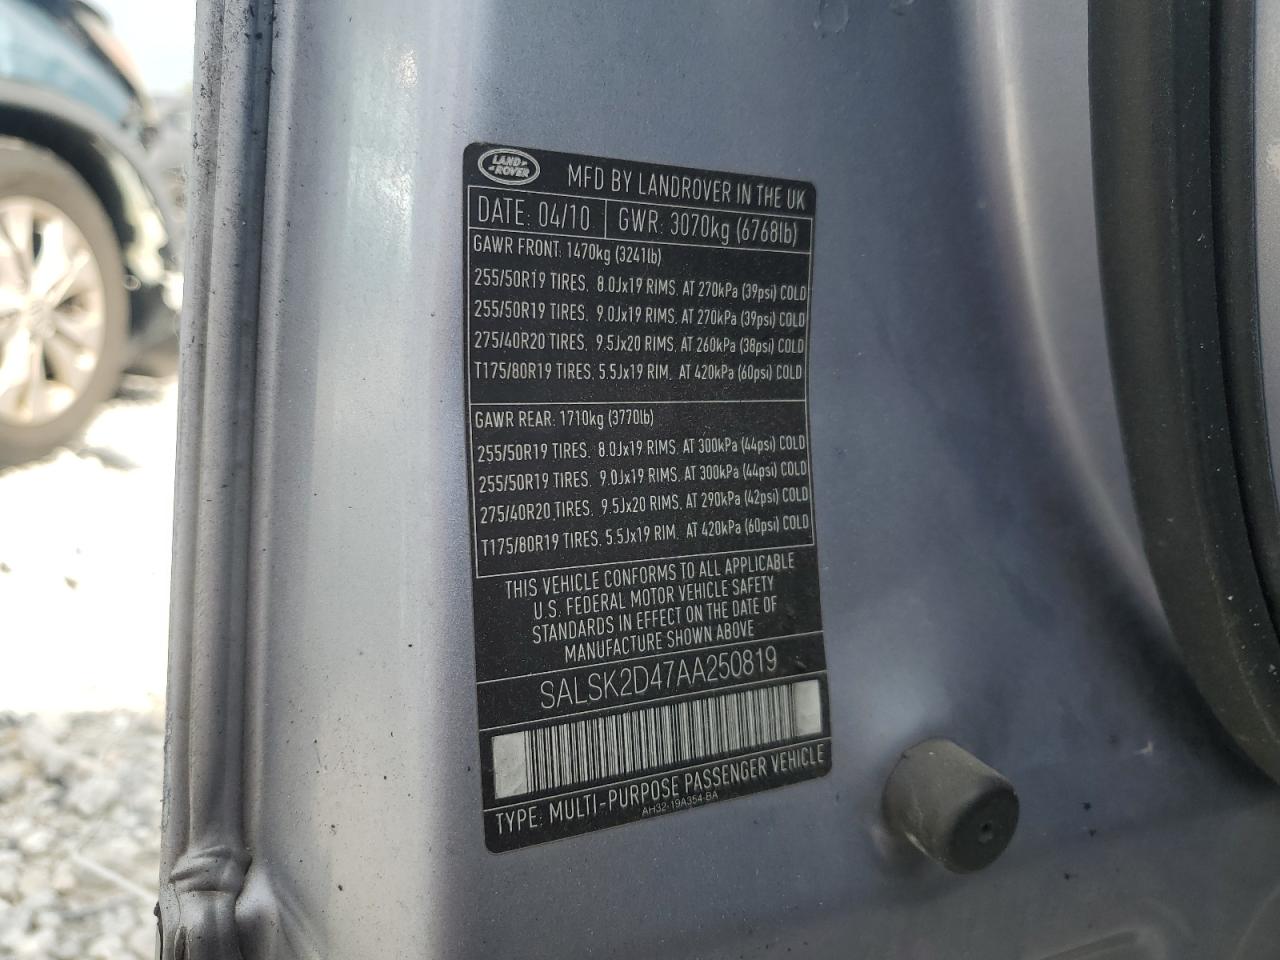 LAND ROVER
MFD BY LANDROVER IN THE UK
DATE: 04/10 GWR: 3070kg (6768lb)
GAWR FRONT: 1470kg (3241lb)
255/50R19 TIRES, 8.0Jx19 RIMS, AT 270kPa (39psi) COLD
255/50R19 TIRES, 9.0Jx19 RIMS, AT 270kPa (39psi) COLD
275/40R20 TIRES, 9.5Jx20 RIMS, AT 260kPa (38psi) COLD
T175/80R19 TIRES, 5.5Jx19 RIM, AT 420kPa (60psi) COLD
GAWR REAR: 1710kg (3770lb)
255/50R19 TIRES, 8.0Jx19 RIMS, AT 300kPa (44psi) COLD
255/50R19 TIRES, 9.0Jx19 RIMS, AT 300kPa (44psi) COLD
275/40R20 TIRES, 9.5Jx20 RIMS, AT 290kPa (42psi) COLD
T175/80R19 TIRES, 5.5Jx19 RIM, AT 420kPa (60psi) COLD
THIS VEHICLE CONFORMS TO ALL APPLICABLE
U.S. FEDERAL MOTOR VEHICLE SAFETY
STANDARDS IN EFFECT ON THE DATE OF
MANUFACTURE SHOWN ABOVE
SALSK2D47AA250819
TYPE: MULTI-PURPOSE PASSENGER VEHICLE
AH32-19A354-BA